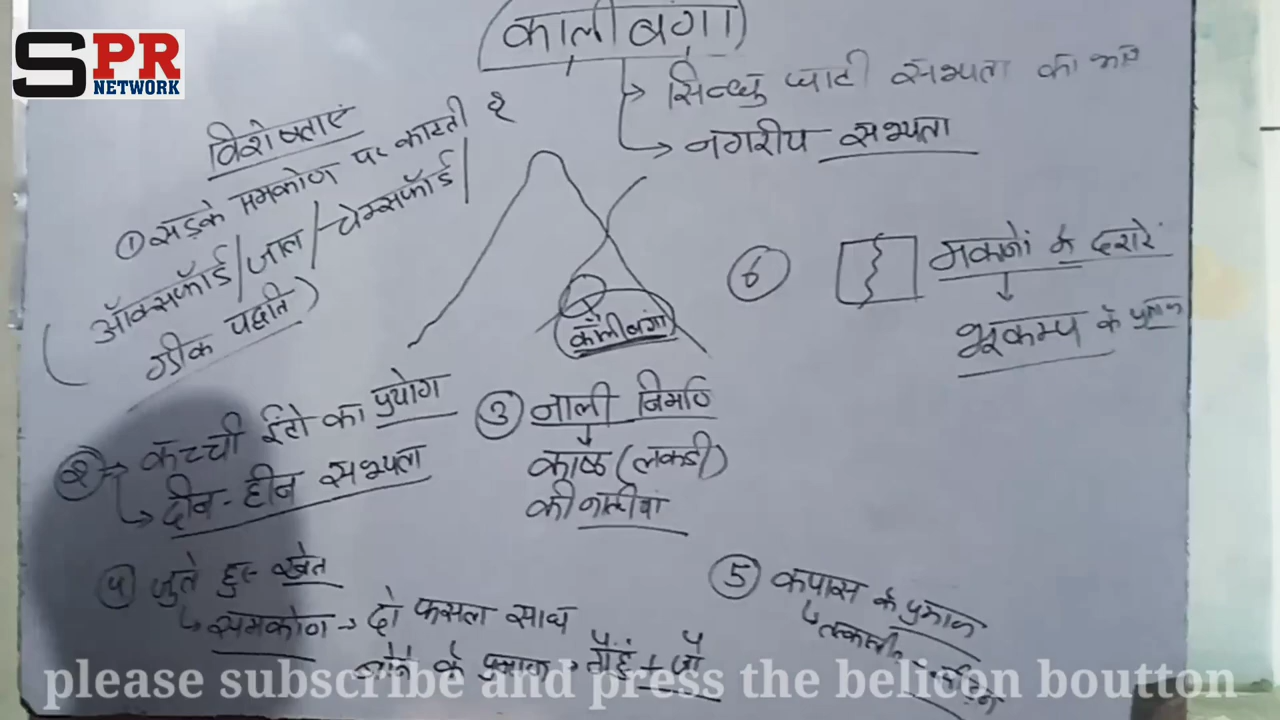 SPR
NETWORK
कालीबंगा
सिन्धु घाटी सभ्यता का भाग
नगरीय सभ्यता
विशेषताएं
① सड़के समकोण पर काटती है
(ऑक्सफॉर्ड/जाल/चेम्सफॉर्ड/
ग्रीक पद्धति)
कालीबंगा
② कच्ची ईंटो का प्रयोग
दीन-हीन सभ्यता
③ नाली निर्माण
काष्ठ (लकडी)
की नालीयां
④ जुते हुए खेत
समकोण → दो फसले साथ
बोने के प्रमाण → गेहूं + जौ
⑤ कपास के प्रमाण
⑥ मकानों में दरारें
भूकम्प के प्रमाण
please subscribe and press the belicon boutton